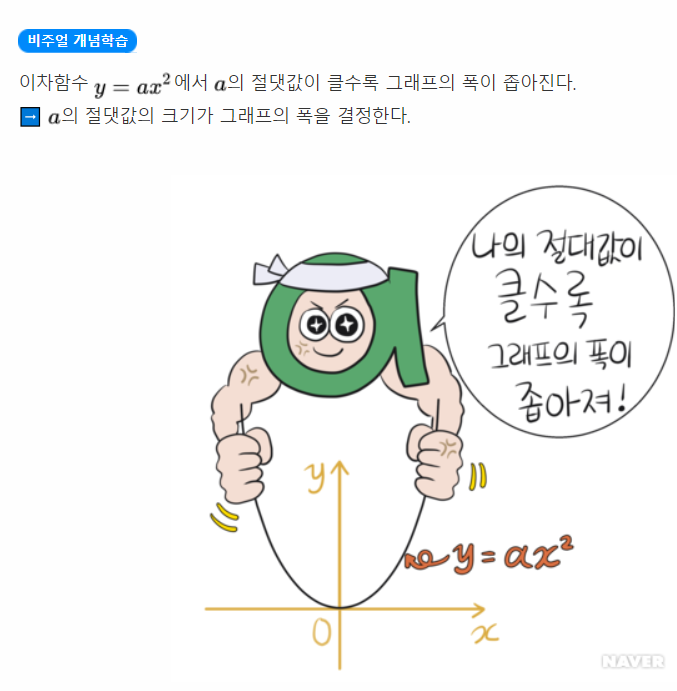 비주얼 개념학습
이차함수 y = ax² 에서 a의 절댓값이 클수록 그래프의 폭이 좁아진다.
→ a의 절댓값의 크기가 그래프의 폭을 결정한다.
나의 절대값이
클수록
그래프의 폭이
좁아져!
a
y
y=ax²
0
x
NAVER